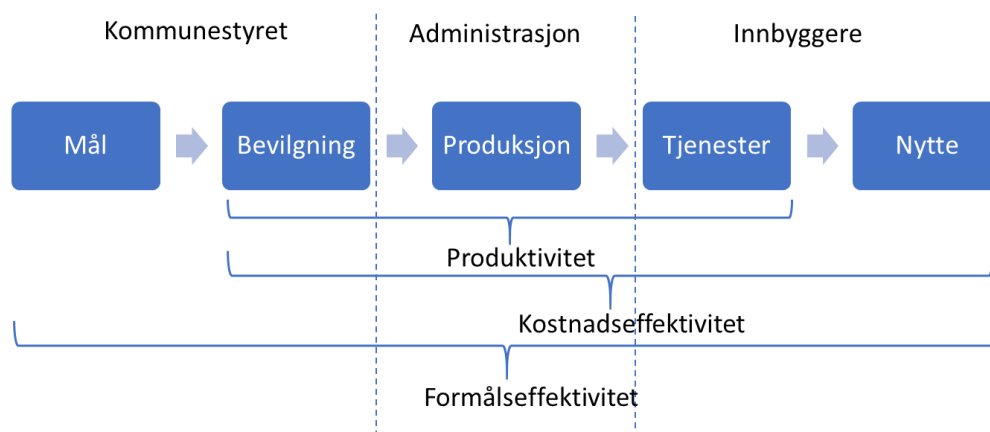 Kommunestyret
Administrasjon
Innbyggere
Mål
Bevilgning
Produksjon
Tjenester
Nytte
Produktivitet
Kostnadseffektivitet
Formålseffektivitet